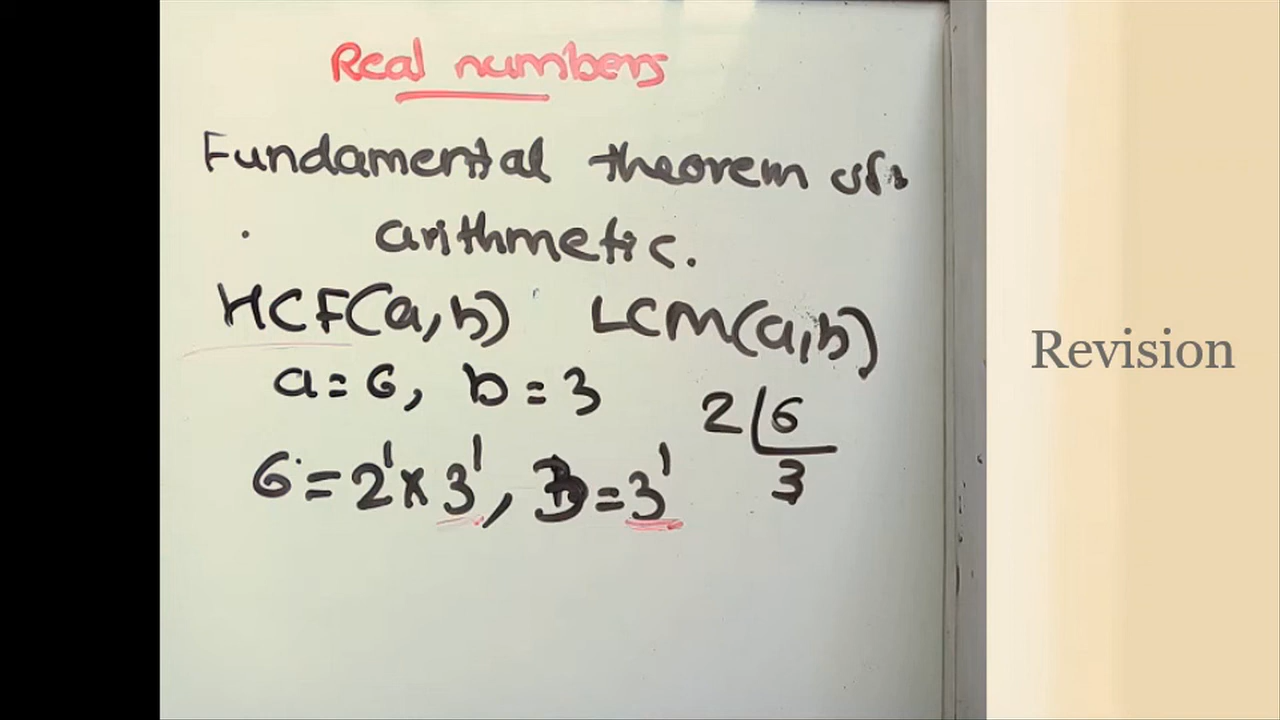 Real numbers
Fundamental theorem of
arithmetic.
HCF(a,b) LCM(a,b)
a=6, b=3
2 6
3
6=2¹×3¹, 3=3¹
Revision